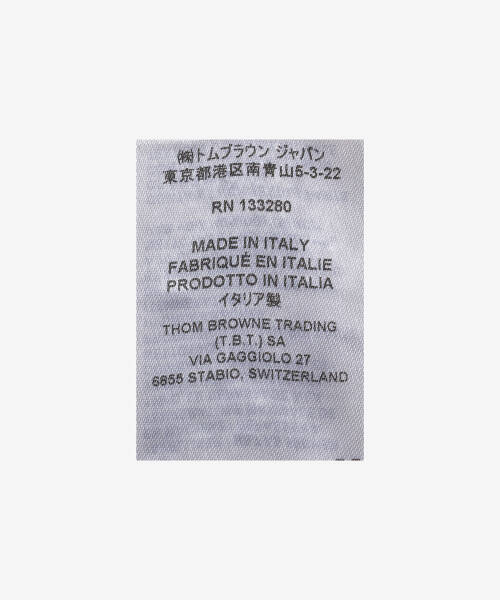 ㈱トムブラウン ジャパン
東京都港区南青山5-3-22
RN 133280
MADE IN ITALY
FABRIQUÉ EN ITALIE
PRODOTTO IN ITALIA
イタリア製
THOM BROWNE TRADING
(T.B.T.) SA
VIA GAGGIOLO 27
6855 STABIO, SWITZERLAND